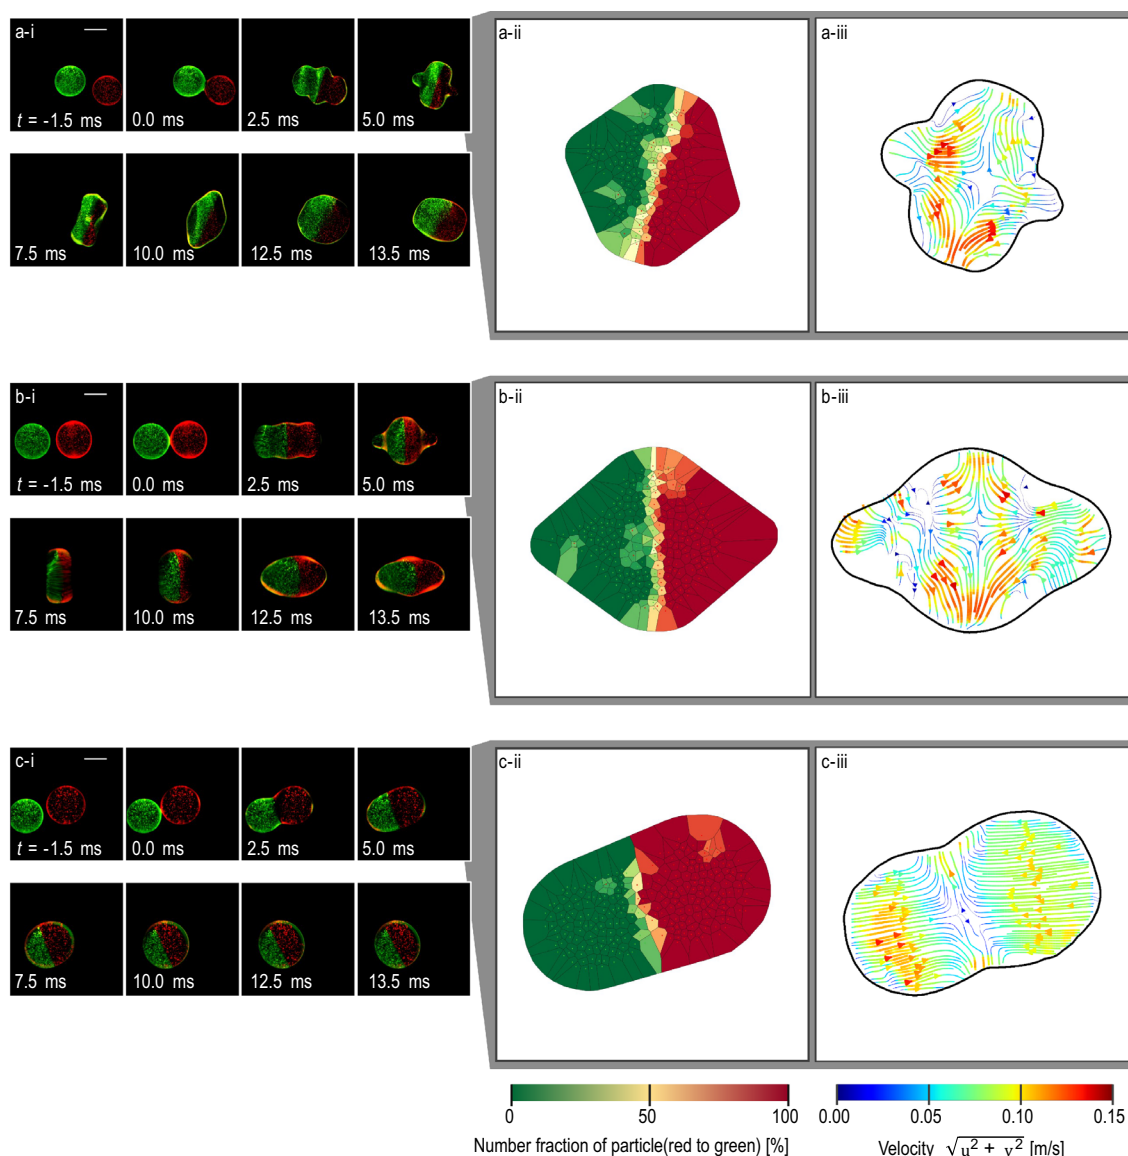 a-i
t = -1.5 ms
0.0 ms
2.5 ms
5.0 ms
7.5 ms
10.0 ms
12.5 ms
13.5 ms
a-ii
a-iii
b-i
t = -1.5 ms
0.0 ms
2.5 ms
5.0 ms
7.5 ms
10.0 ms
12.5 ms
13.5 ms
b-ii
b-iii
c-i
t = -1.5 ms
0.0 ms
2.5 ms
5.0 ms
7.5 ms
10.0 ms
12.5 ms
13.5 ms
c-ii
c-iii
0 50 100
Number fraction of particle(red to green) [%]
0.00 0.05 0.10 0.15
Velocity √u² + v² [m/s]